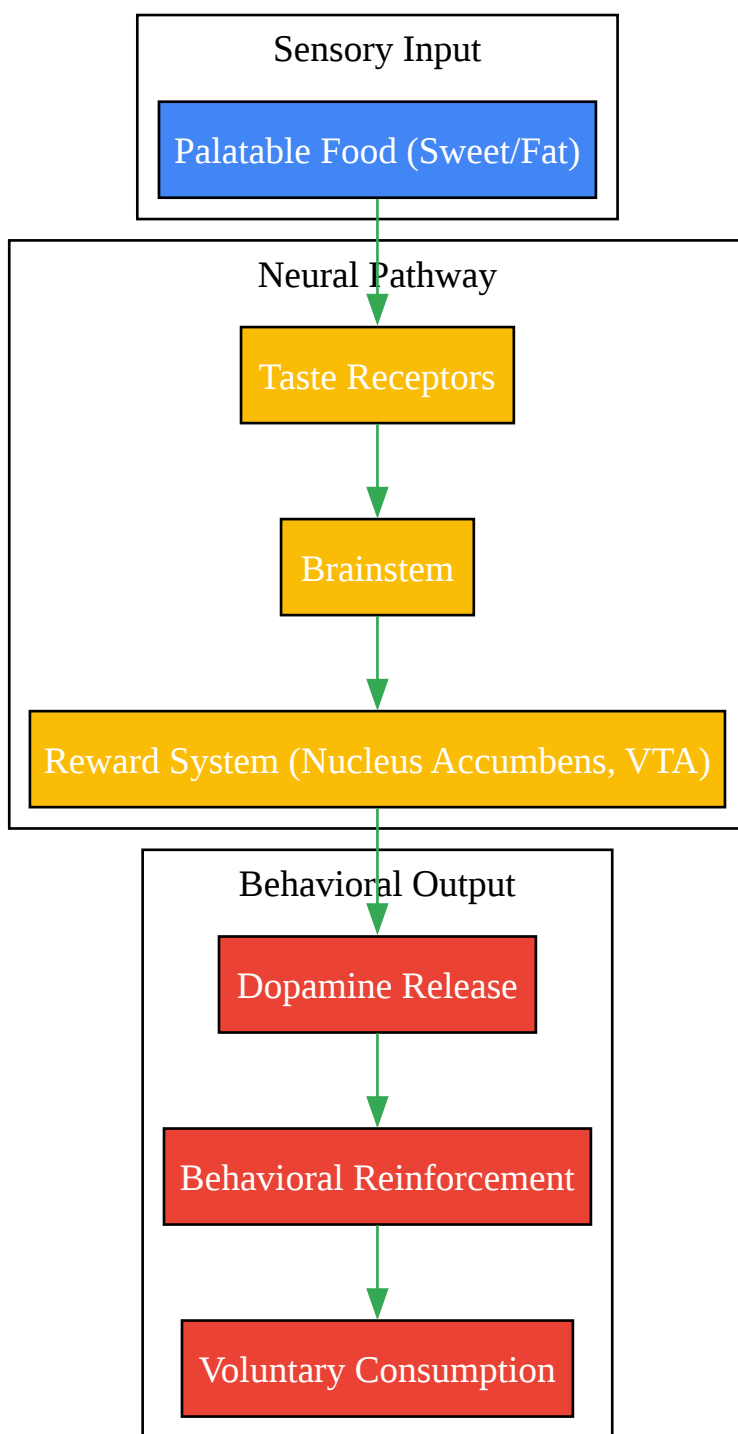 Sensory Input
Palatable Food (Sweet/Fat)
Neural Pathway
Taste Receptors
Brainstem
Reward System (Nucleus Accumbens, VTA)
Behavioral Output
Dopamine Release
Behavioral Reinforcement
Voluntary Consumption